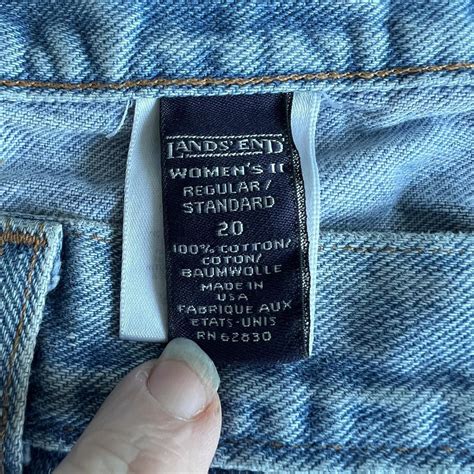 LANDS' END
WOMEN'S II
REGULAR/
STANDARD
20
100% COTTON/
COTON/
BAUMWOLLE
MADE IN
USA
FABRIQUE AUX
ETATS-UNIS
RN 62830